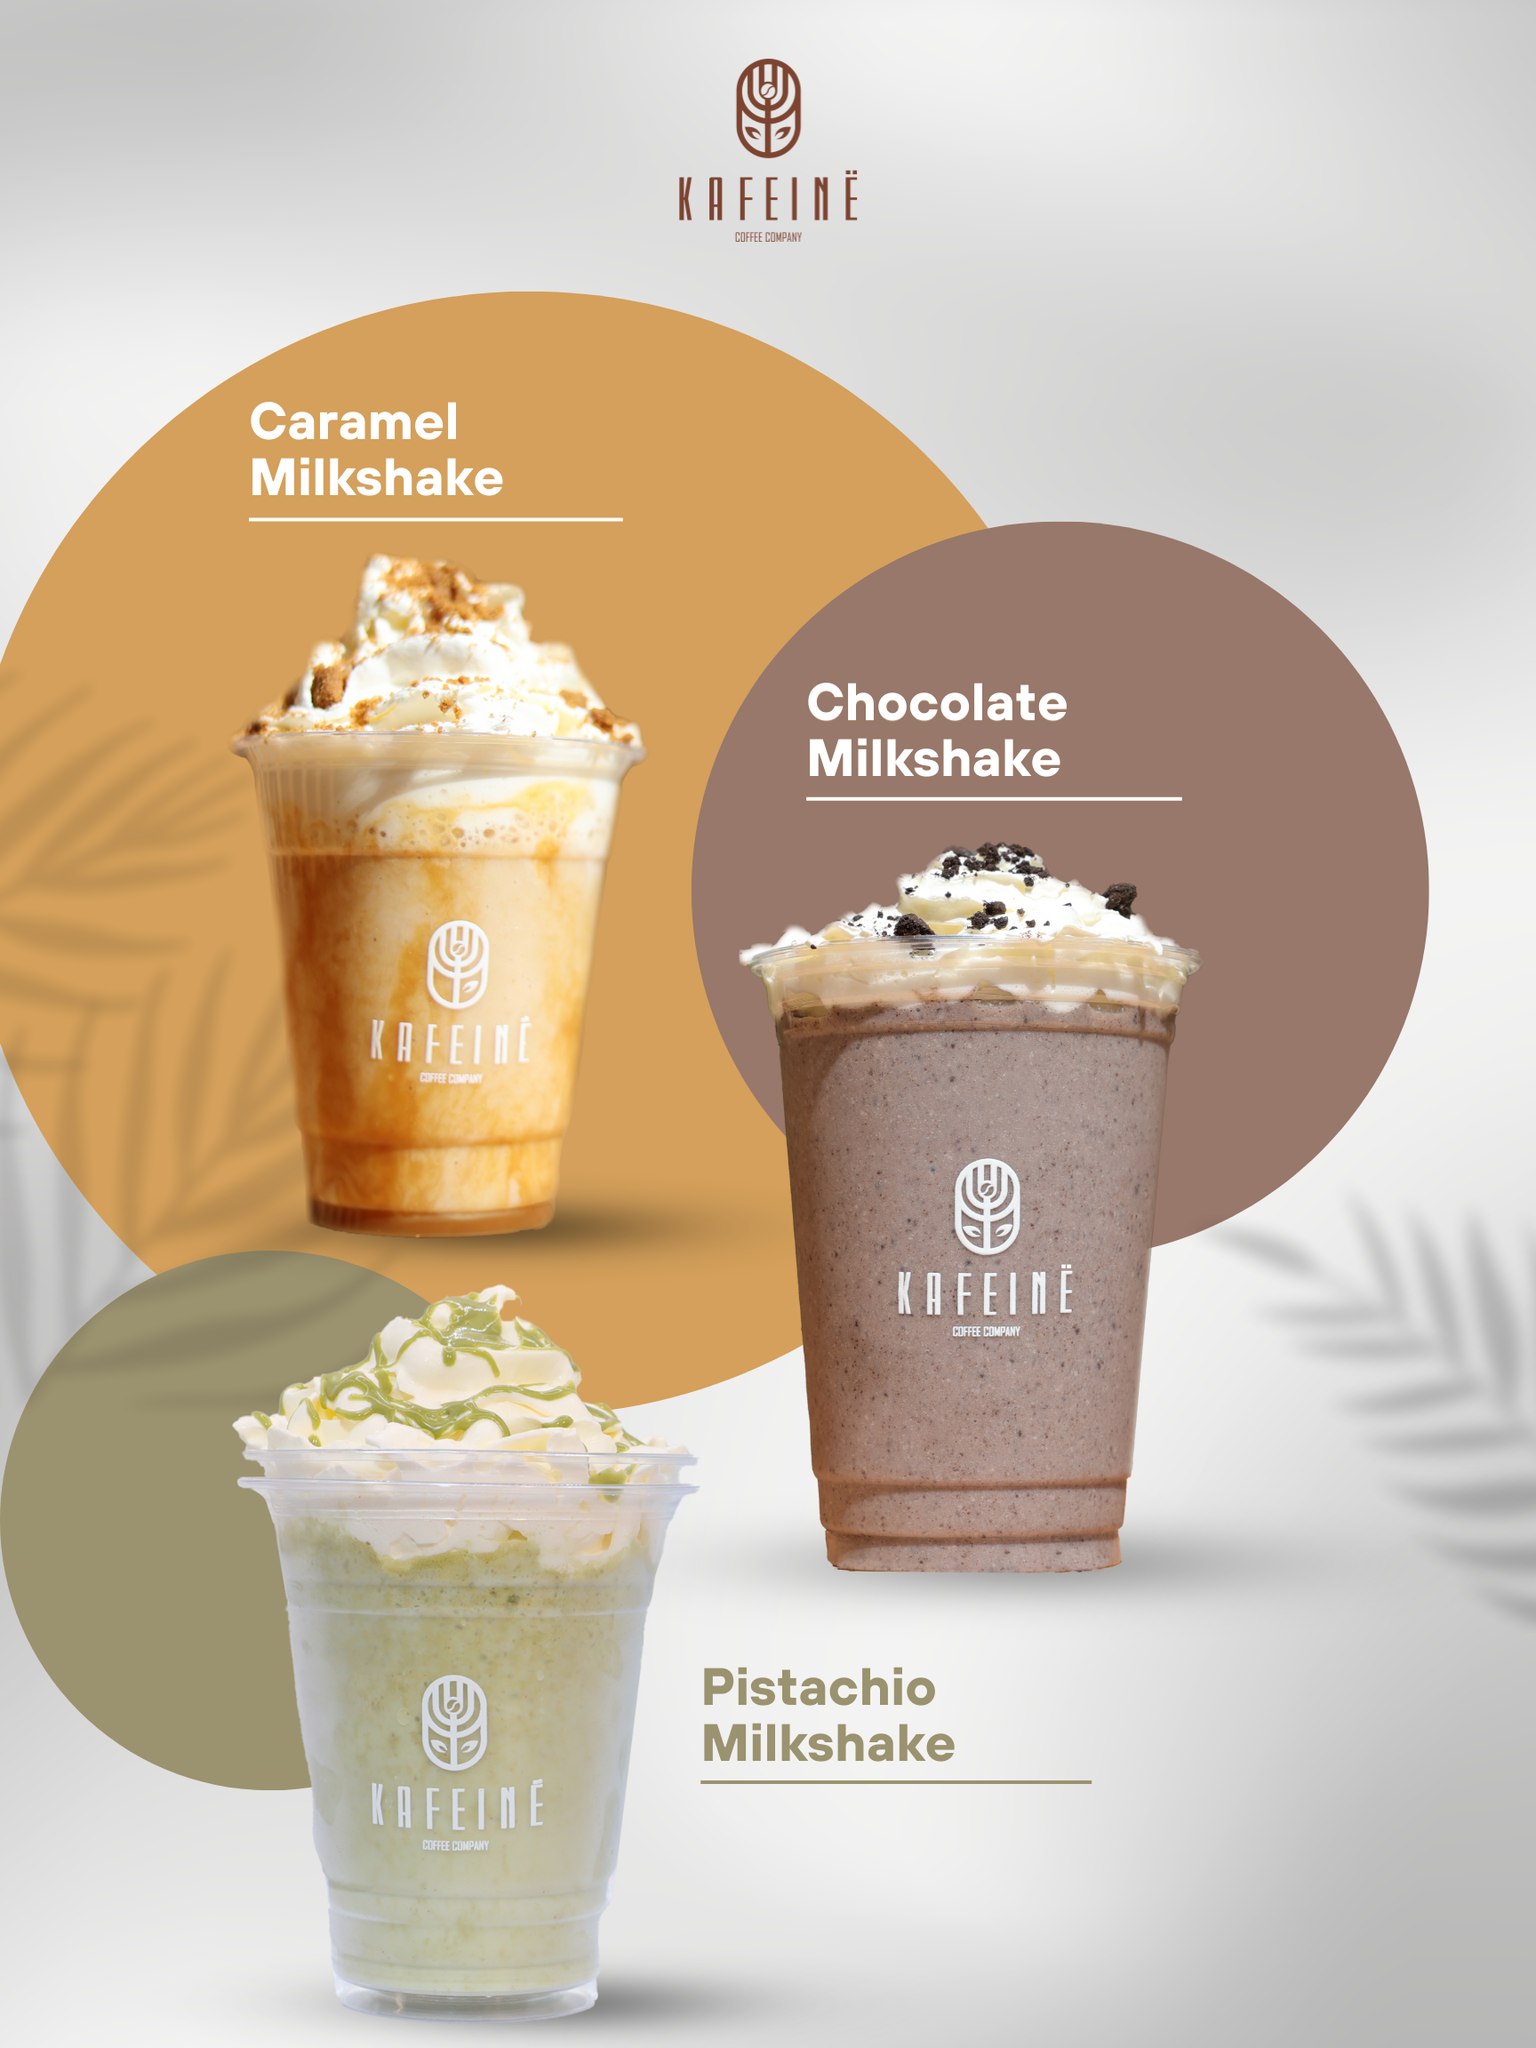 KAFEINË
COFFEE COMPANY
Caramel
Milkshake
Chocolate
Milkshake
KAFEINË
COFFEE COMPANY
KAFEINË
COFFEE COMPANY
Pistachio
Milkshake
KAFEINË
COFFEE COMPANY